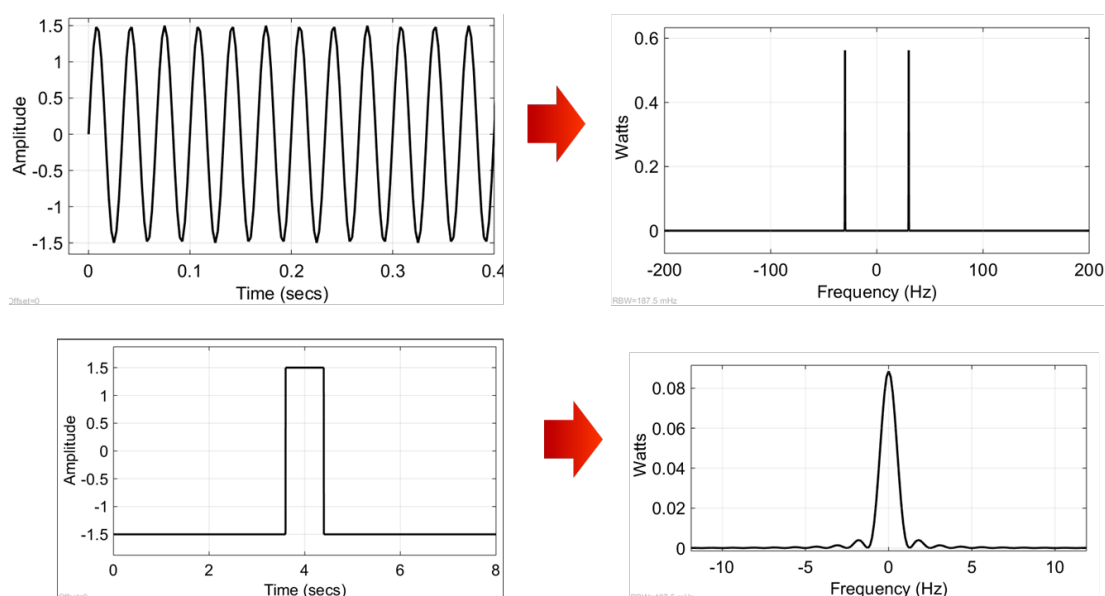 1.5
1
0.5
0
-0.5
-1
-1.5
Amplitude
0 0.1 0.2 0.3 0.4
Time (secs)
Offset=0
0.6
0.4
0.2
0
Watts
-200 -100 0 100 200
Frequency (Hz)
RBW=187.5 mHz
1.5
1
0.5
0
-0.5
-1
-1.5
Amplitude
0 2 4 6 8
Time (secs)
0.08
0.06
0.04
0.02
0
Watts
-10 -5 0 5 10
Frequency (Hz)